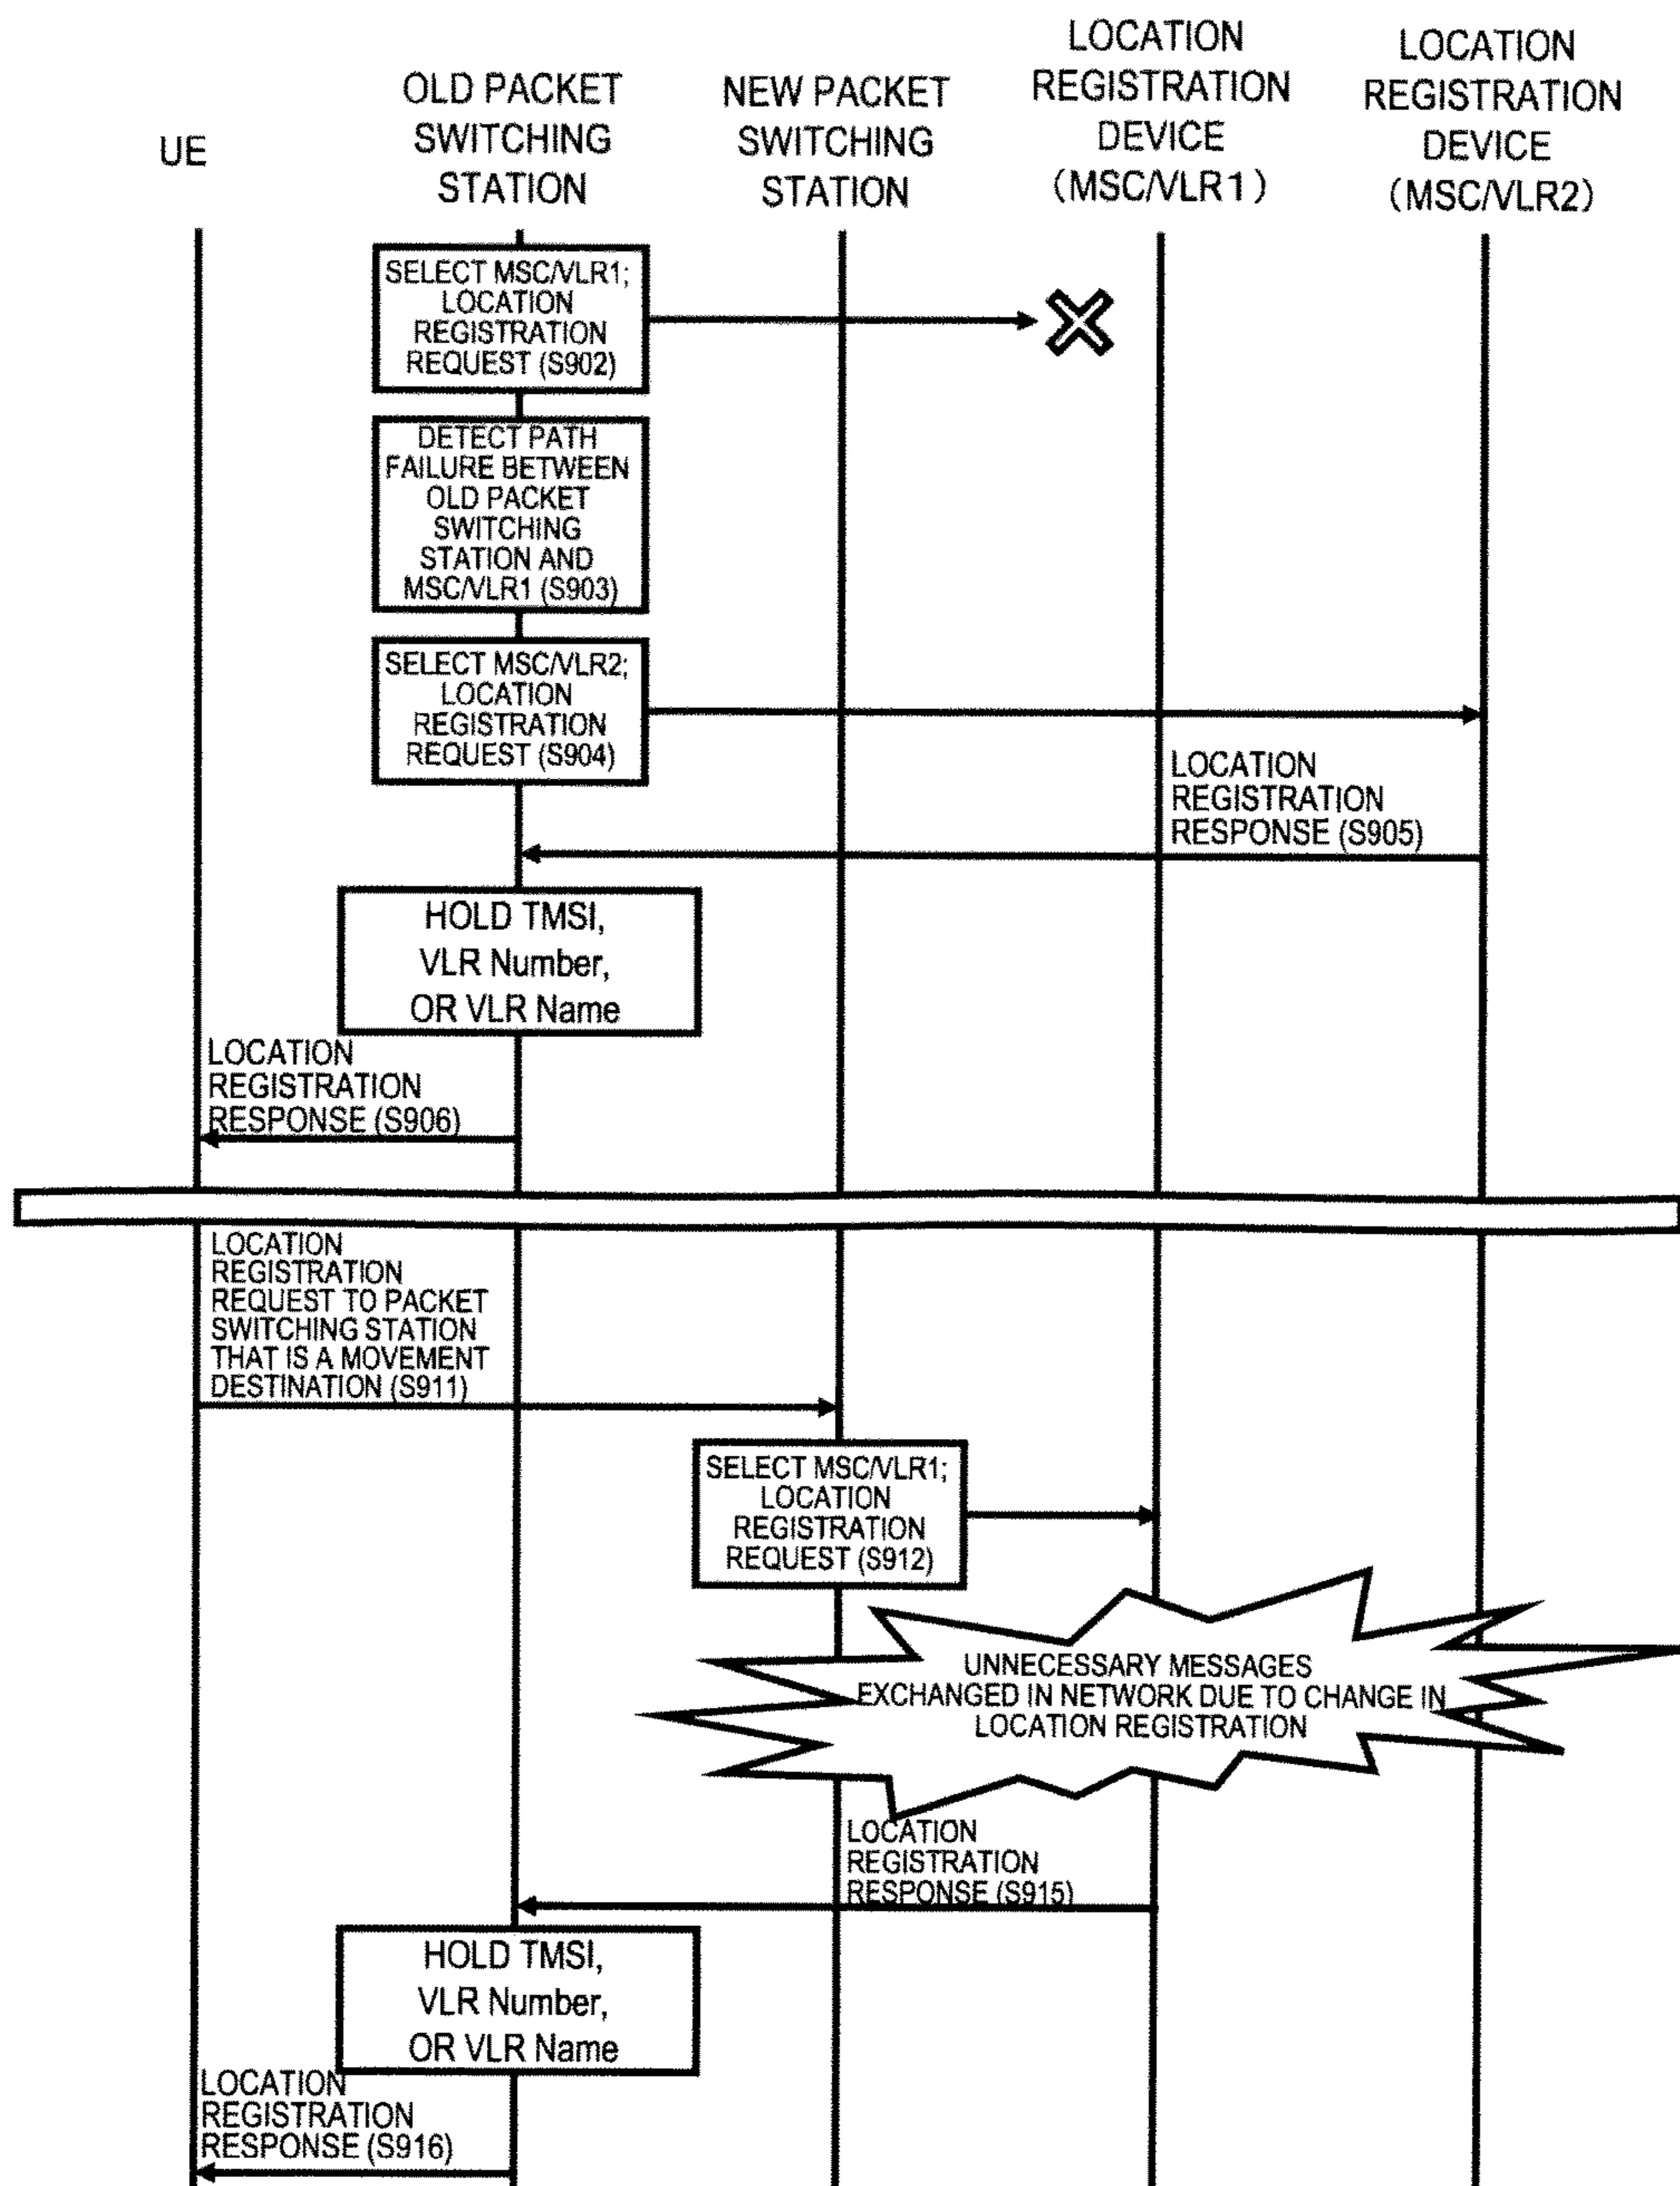 UE
OLD PACKET
SWITCHING
STATION
NEW PACKET
SWITCHING
STATION
LOCATION
REGISTRATION
DEVICE
(MSC/VLR1)
LOCATION
REGISTRATION
DEVICE
(MSC/VLR2)
SELECT MSC/VLR1;
LOCATION
REGISTRATION
REQUEST (S902)
DETECT PATH
FAILURE BETWEEN
OLD PACKET
SWITCHING
STATION AND
MSC/VLR1 (S903)
SELECT MSC/VLR2;
LOCATION
REGISTRATION
REQUEST (S904)
LOCATION
REGISTRATION
RESPONSE (S905)
HOLD TMSI,
VLR Number,
OR VLR Name
LOCATION
REGISTRATION
RESPONSE (S906)
LOCATION
REGISTRATION
REQUEST TO PACKET
SWITCHING STATION
THAT IS A MOVEMENT
DESTINATION (S911)
SELECT MSC/VLR1;
LOCATION
REGISTRATION
REQUEST (S912)
UNNECESSARY MESSAGES
EXCHANGED IN NETWORK DUE TO CHANGE IN
LOCATION REGISTRATION
LOCATION
REGISTRATION
RESPONSE (S915)
HOLD TMSI,
VLR Number,
OR VLR Name
LOCATION
REGISTRATION
RESPONSE (S916)